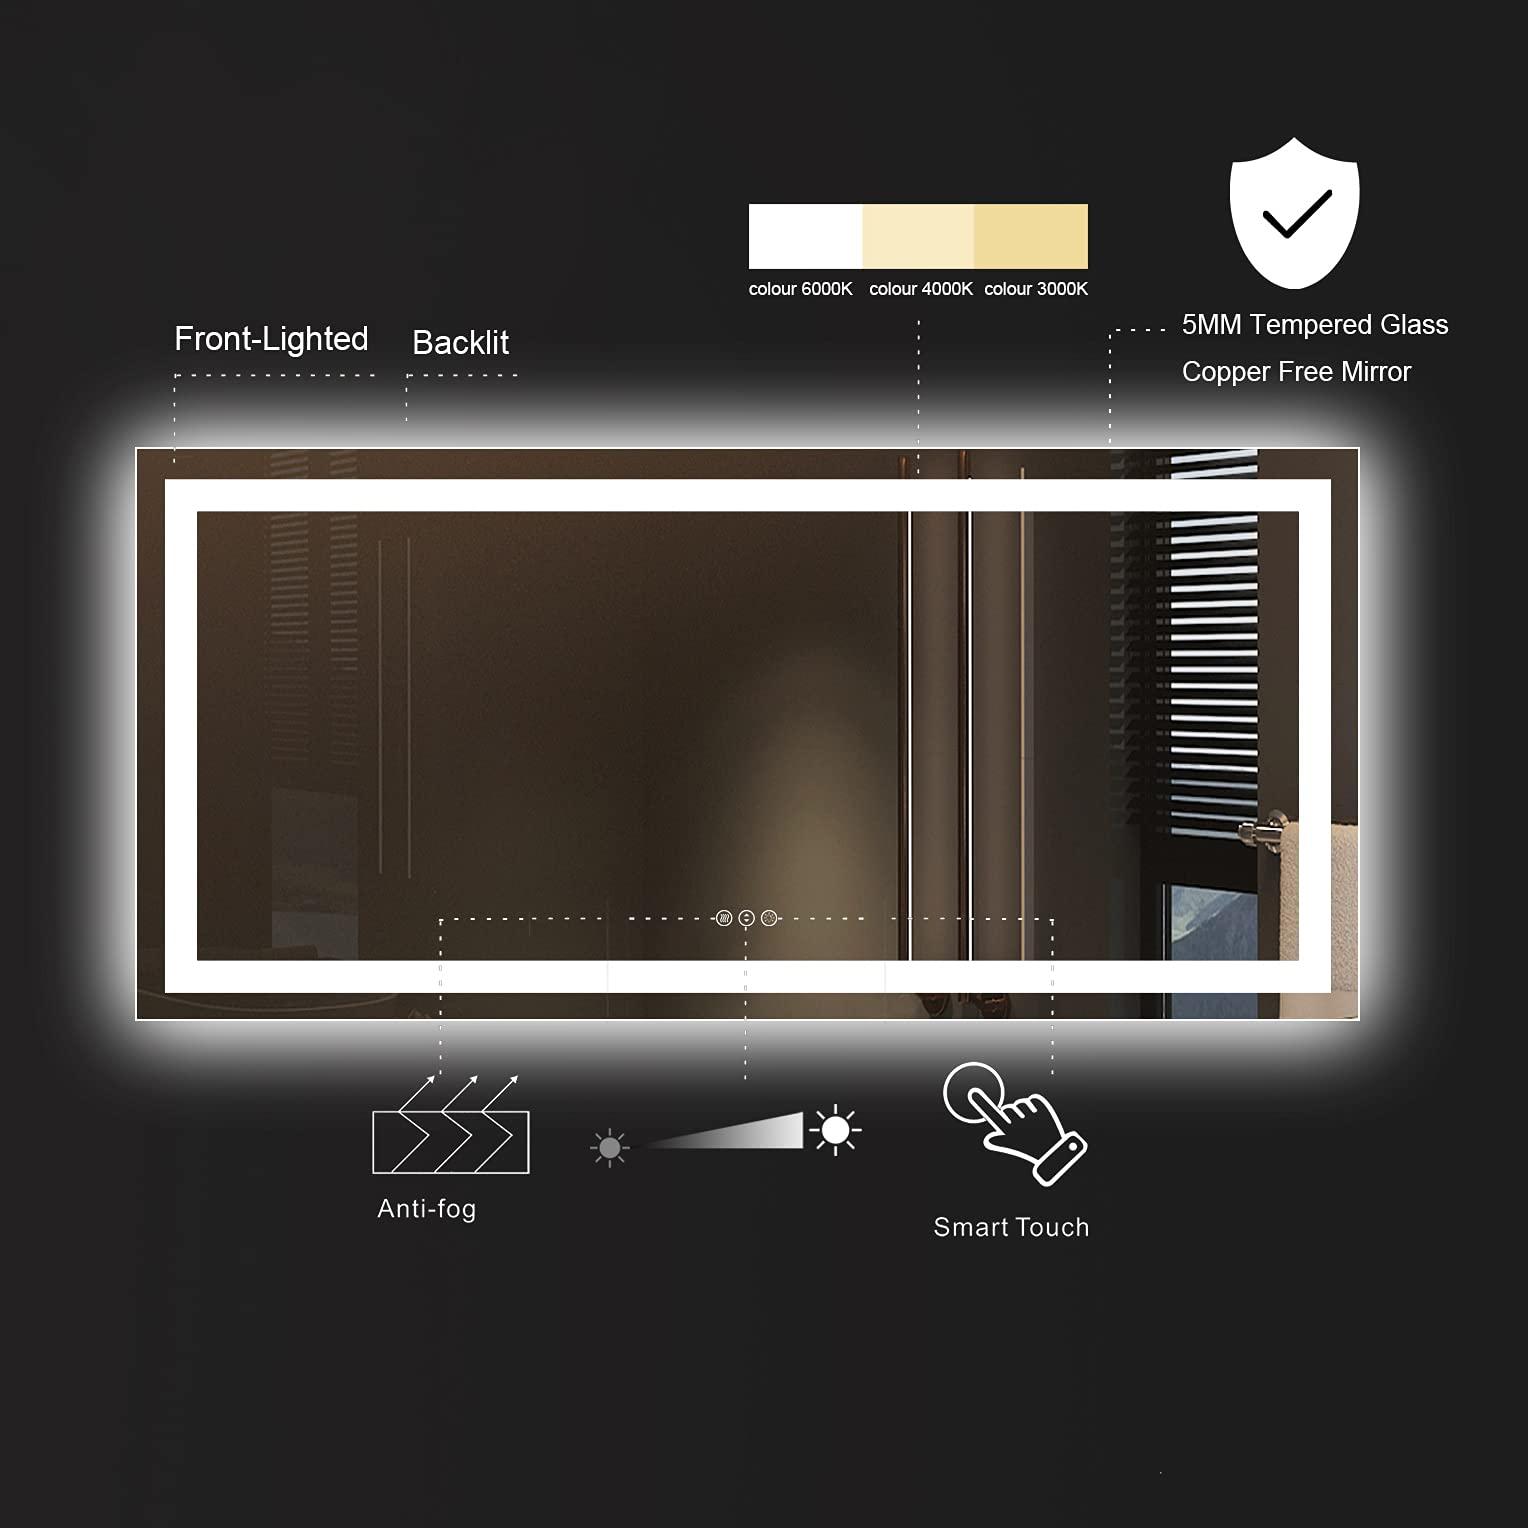 colour 6000K colour 4000K colour 3000K
Front-Lighted
Backlit
5MM Tempered Glass
Copper Free Mirror
Anti-fog
Smart Touch